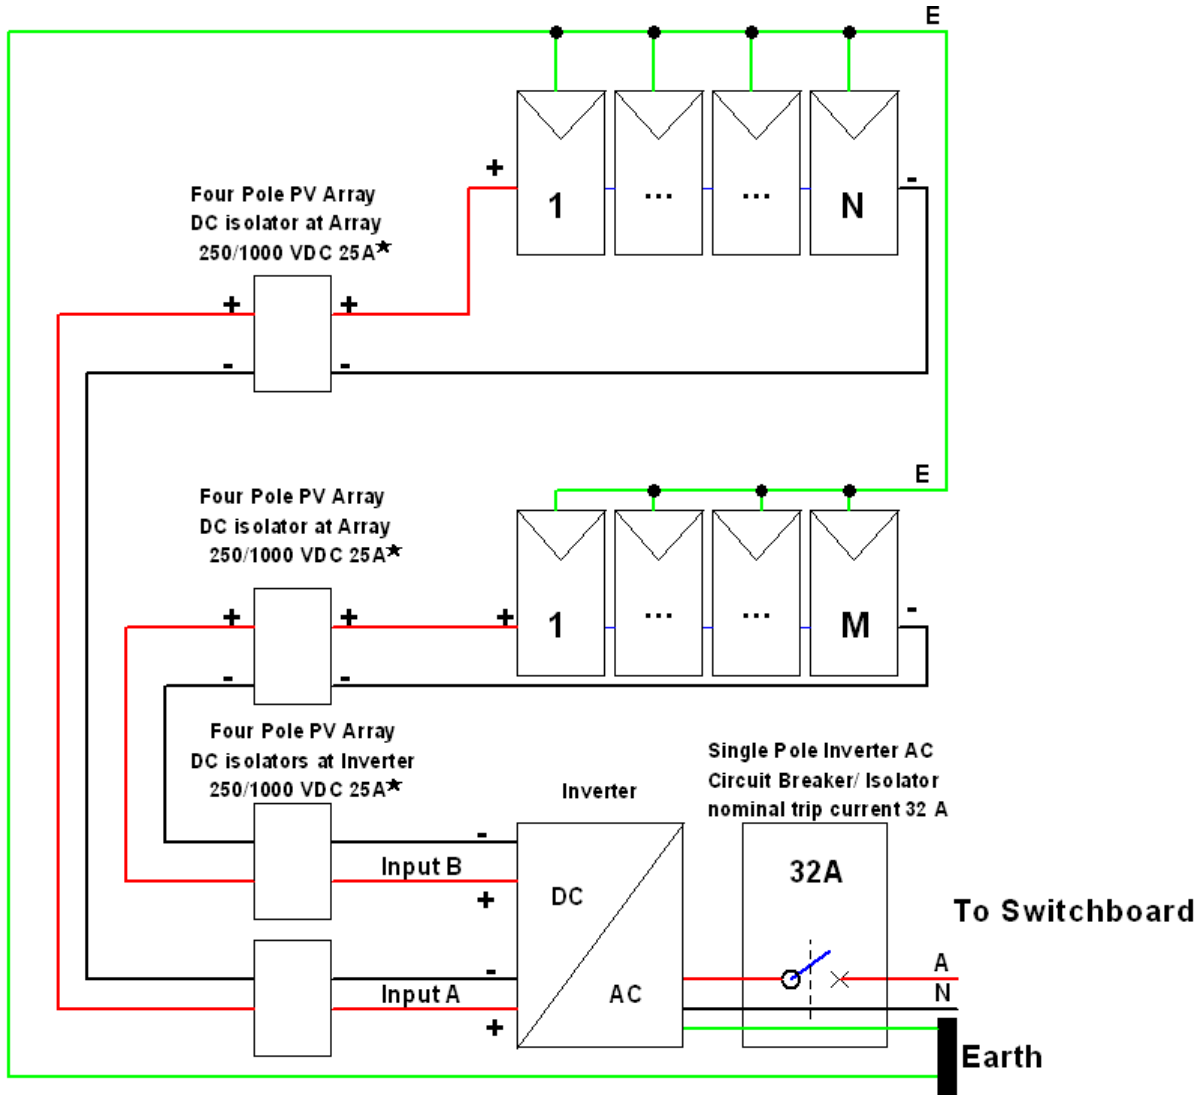 E
+
1
...
...
N
-
Four Pole PV Array
DC isolator at Array
250/1000 VDC 25A★
+
+
-
-
E
Four Pole PV Array
DC isolator at Array
250/1000 VDC 25A★
+
+
+
1
...
...
M
-
-
-
Four Pole PV Array
DC isolators at Inverter
250/1000 VDC 25A★
Inverter
Single Pole Inverter AC
Circuit Breaker/ Isolator
nominal trip current 32 A
-
Input B
+
DC
32A
To Switchboard
-
Input A
+
AC
A
N
Earth